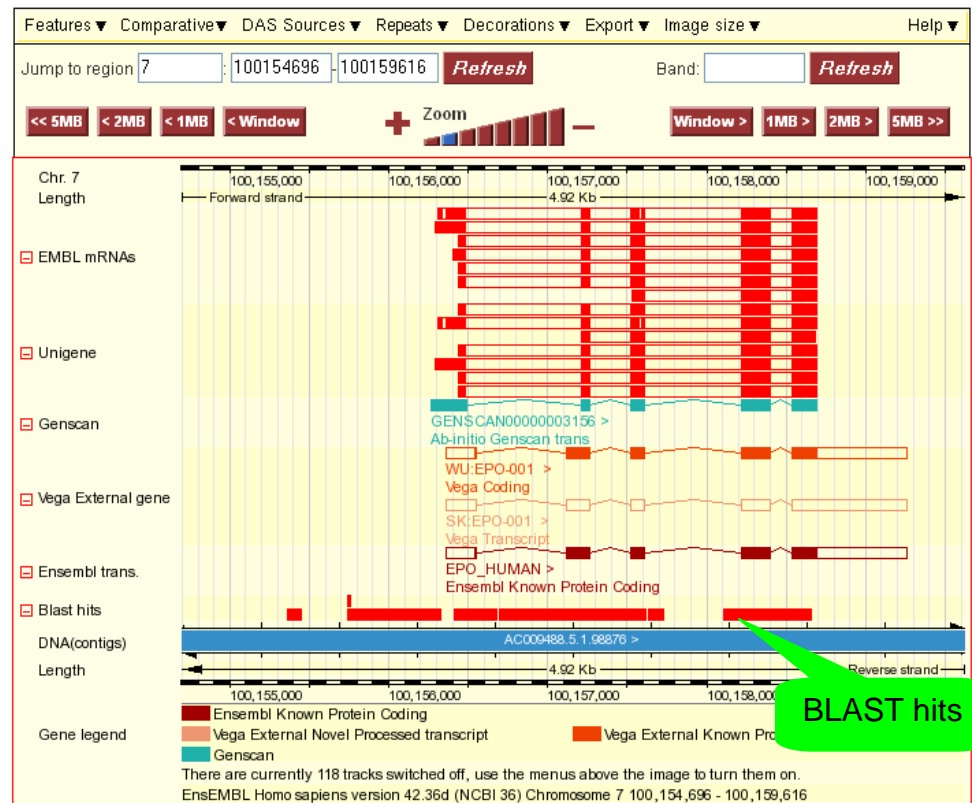 Features ▼ Comparative▼ DAS Sources ▼ Repeats ▼ Decorations ▼ Export ▼ Image size ▼ Help ▼
Jump to region 7 : 100154696 - 100159616 Refresh Band: Refresh
<< 5MB < 2MB < 1MB < Window + Zoom − Window > 1MB > 2MB > 5MB >>
Chr. 7 100,155,000 100,156,000 100,157,000 100,158,000 100,159,000
Length Forward strand 4.92 Kb
EMBL mRNAs
Unigene
Genscan
GENSCAN00000003156 >
Ab-initio Genscan trans
WU:EPO-001 >
Vega Coding
Vega External gene
SK:EPO-001 >
Vega Transcript
Ensembl trans.
EPO_HUMAN >
Ensembl Known Protein Coding
Blast hits
DNA(contigs) AC009488.5.1.98876 >
Length 4.92 Kb Reverse strand
100,155,000 100,156,000 100,157,000 100,158,000
BLAST hits
Ensembl Known Protein Coding
Gene legend Vega External Novel Processed transcript Vega External Known
Genscan
There are currently 118 tracks switched off, use the menus above the image to turn them on.
EnsEMBL Homo sapiens version 42.36d (NCBI 36) Chromosome 7 100,154,696 - 100,159,616